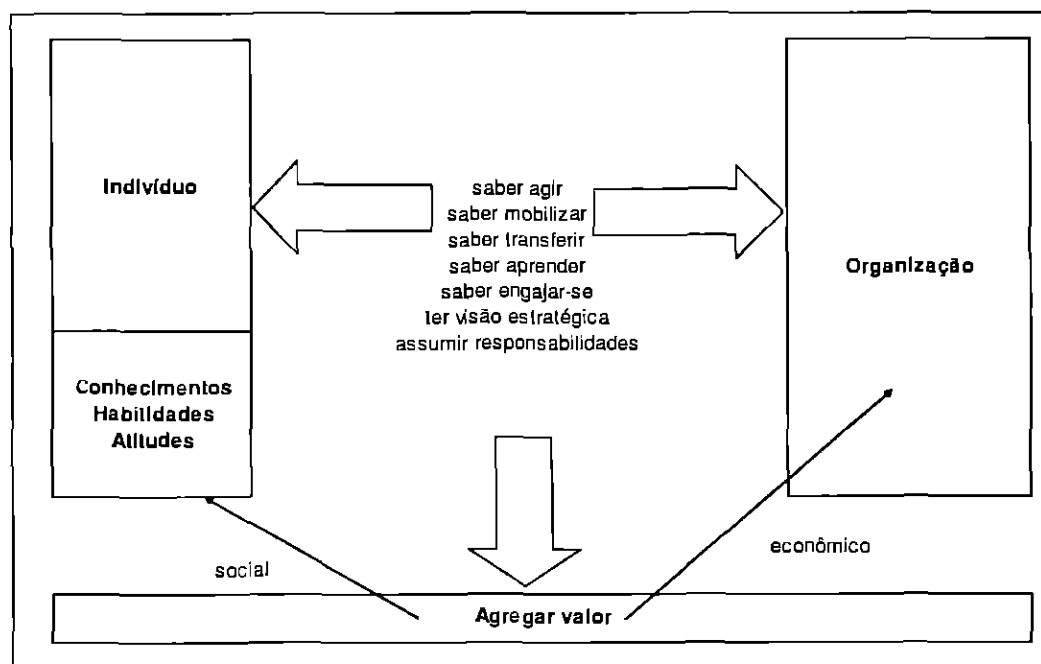 Indivíduo
Conhecimentos
Habilidades
Atitudes
saber agir
saber mobilizar
saber transferir
saber aprender
saber engajar-se
ter visão estratégica
assumir responsabilidades
Organização
social
econômico
Agregar valor